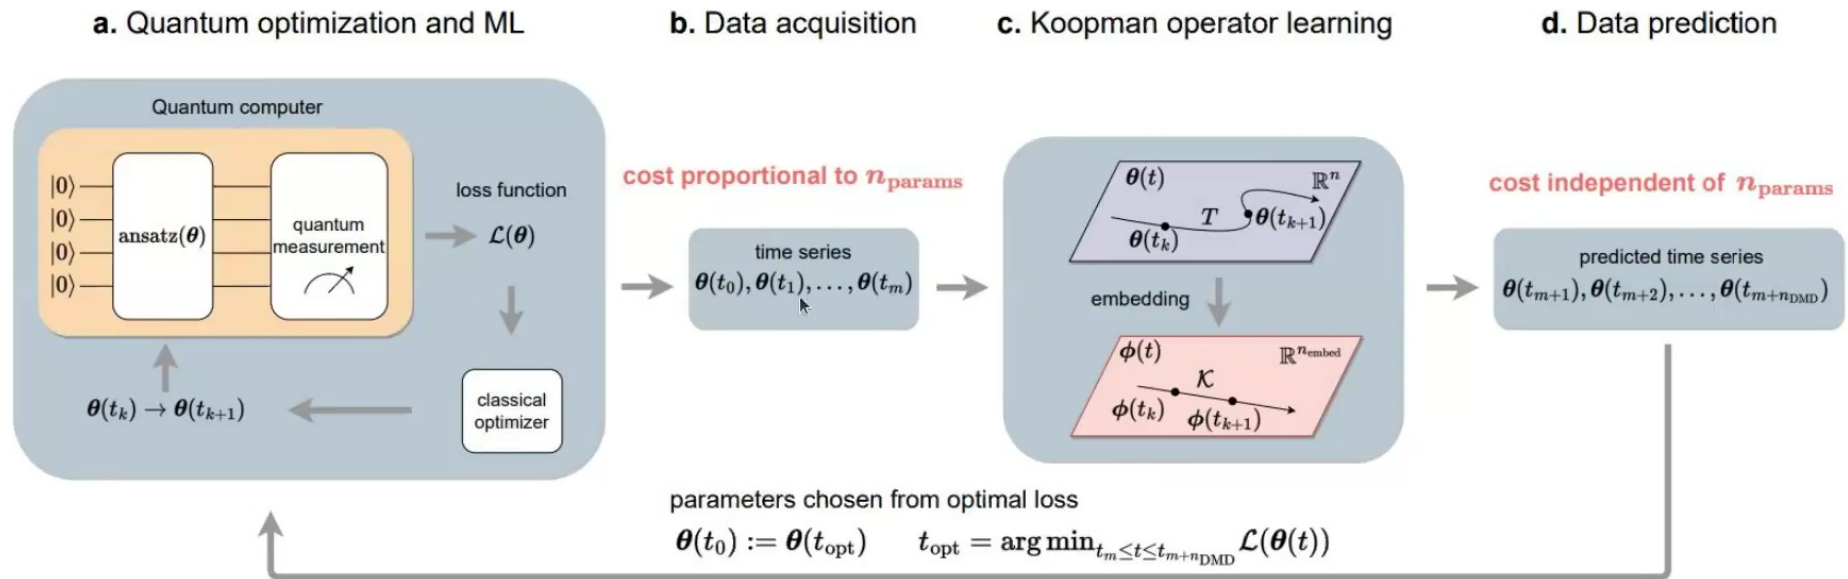 a. Quantum optimization and ML
b. Data acquisition
c. Koopman operator learning
d. Data prediction
Quantum computer
|0⟩
|0⟩
|0⟩
|0⟩
ansatz(θ)
quantum
measurement
loss function
ℒ(θ)
classical
optimizer
θ(t_k) → θ(t_{k+1})
cost proportional to n_params
time series
θ(t_0), θ(t_1), . . . , θ(t_m)
θ(t)
ℝ^n
T
θ(t_k)
θ(t_{k+1})
embedding
ϕ(t)
ℝ^{n_embed}
𝒦
ϕ(t_k)
ϕ(t_{k+1})
cost independent of n_params
predicted time series
θ(t_{m+1}), θ(t_{m+2}), . . . , θ(t_{m+n_DMD})
parameters chosen from optimal loss
θ(t_0) := θ(t_opt) t_opt = arg min_{t_m≤t≤t_{m+n_DMD}} ℒ(θ(t))